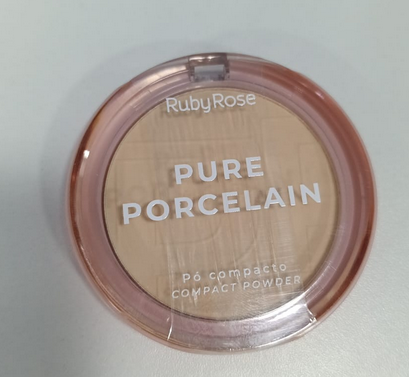 RubyRose
PURE
PORCELAIN
Pó compacto
COMPACT POWDER